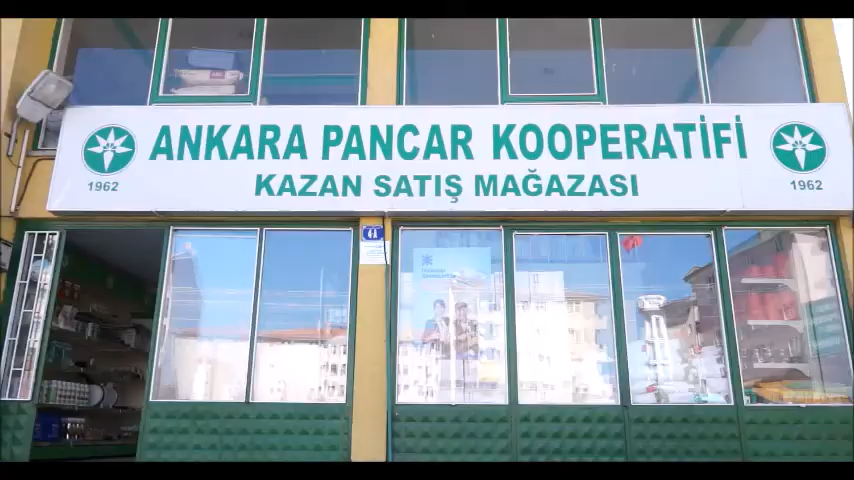 ANKARA PANCAR KOOPERATİFİ
KAZAN SATIŞ MAĞAZASI
1962
1962